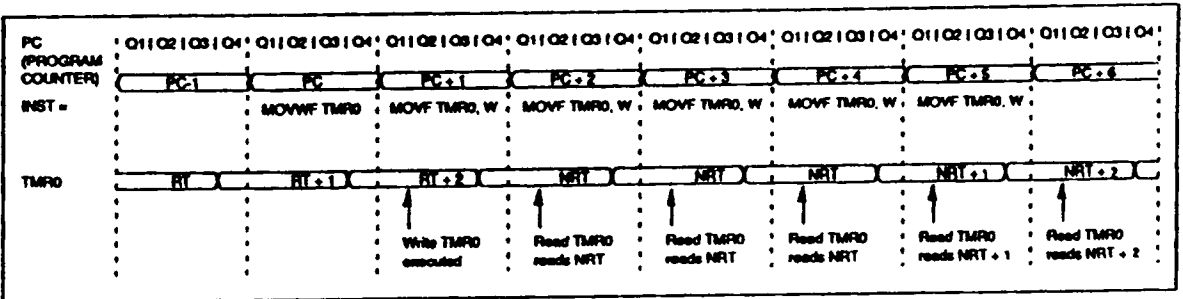 PC
(PROGRAM
COUNTER)
Q1 | Q2 | Q3 | Q4 Q1 | Q2 | Q3 | Q4 Q1 | Q2 | Q3 | Q4 Q1 | Q2 | Q3 | Q4 Q1 | Q2 | Q3 | Q4 Q1 | Q2 | Q3 | Q4 Q1 | Q2 | Q3 | Q4 Q1 | Q2 | Q3 | Q4
PC-1 PC PC + 1 PC + 2 PC + 3 PC + 4 PC + 5 PC + 6
INST = MOVWF TMR0 MOVF TMR0, W MOVF TMR0, W MOVF TMR0, W MOVF TMR0, W MOVF TMR0, W
TMR0 RT RT + 1 RT + 2 NRT NRT NRT NRT + 1 NRT + 2
Write TMR0
executed
Read TMR0
reads NRT
Read TMR0
reads NRT
Read TMR0
reads NRT
Read TMR0
reads NRT + 1
Read TMR0
reads NRT + 2